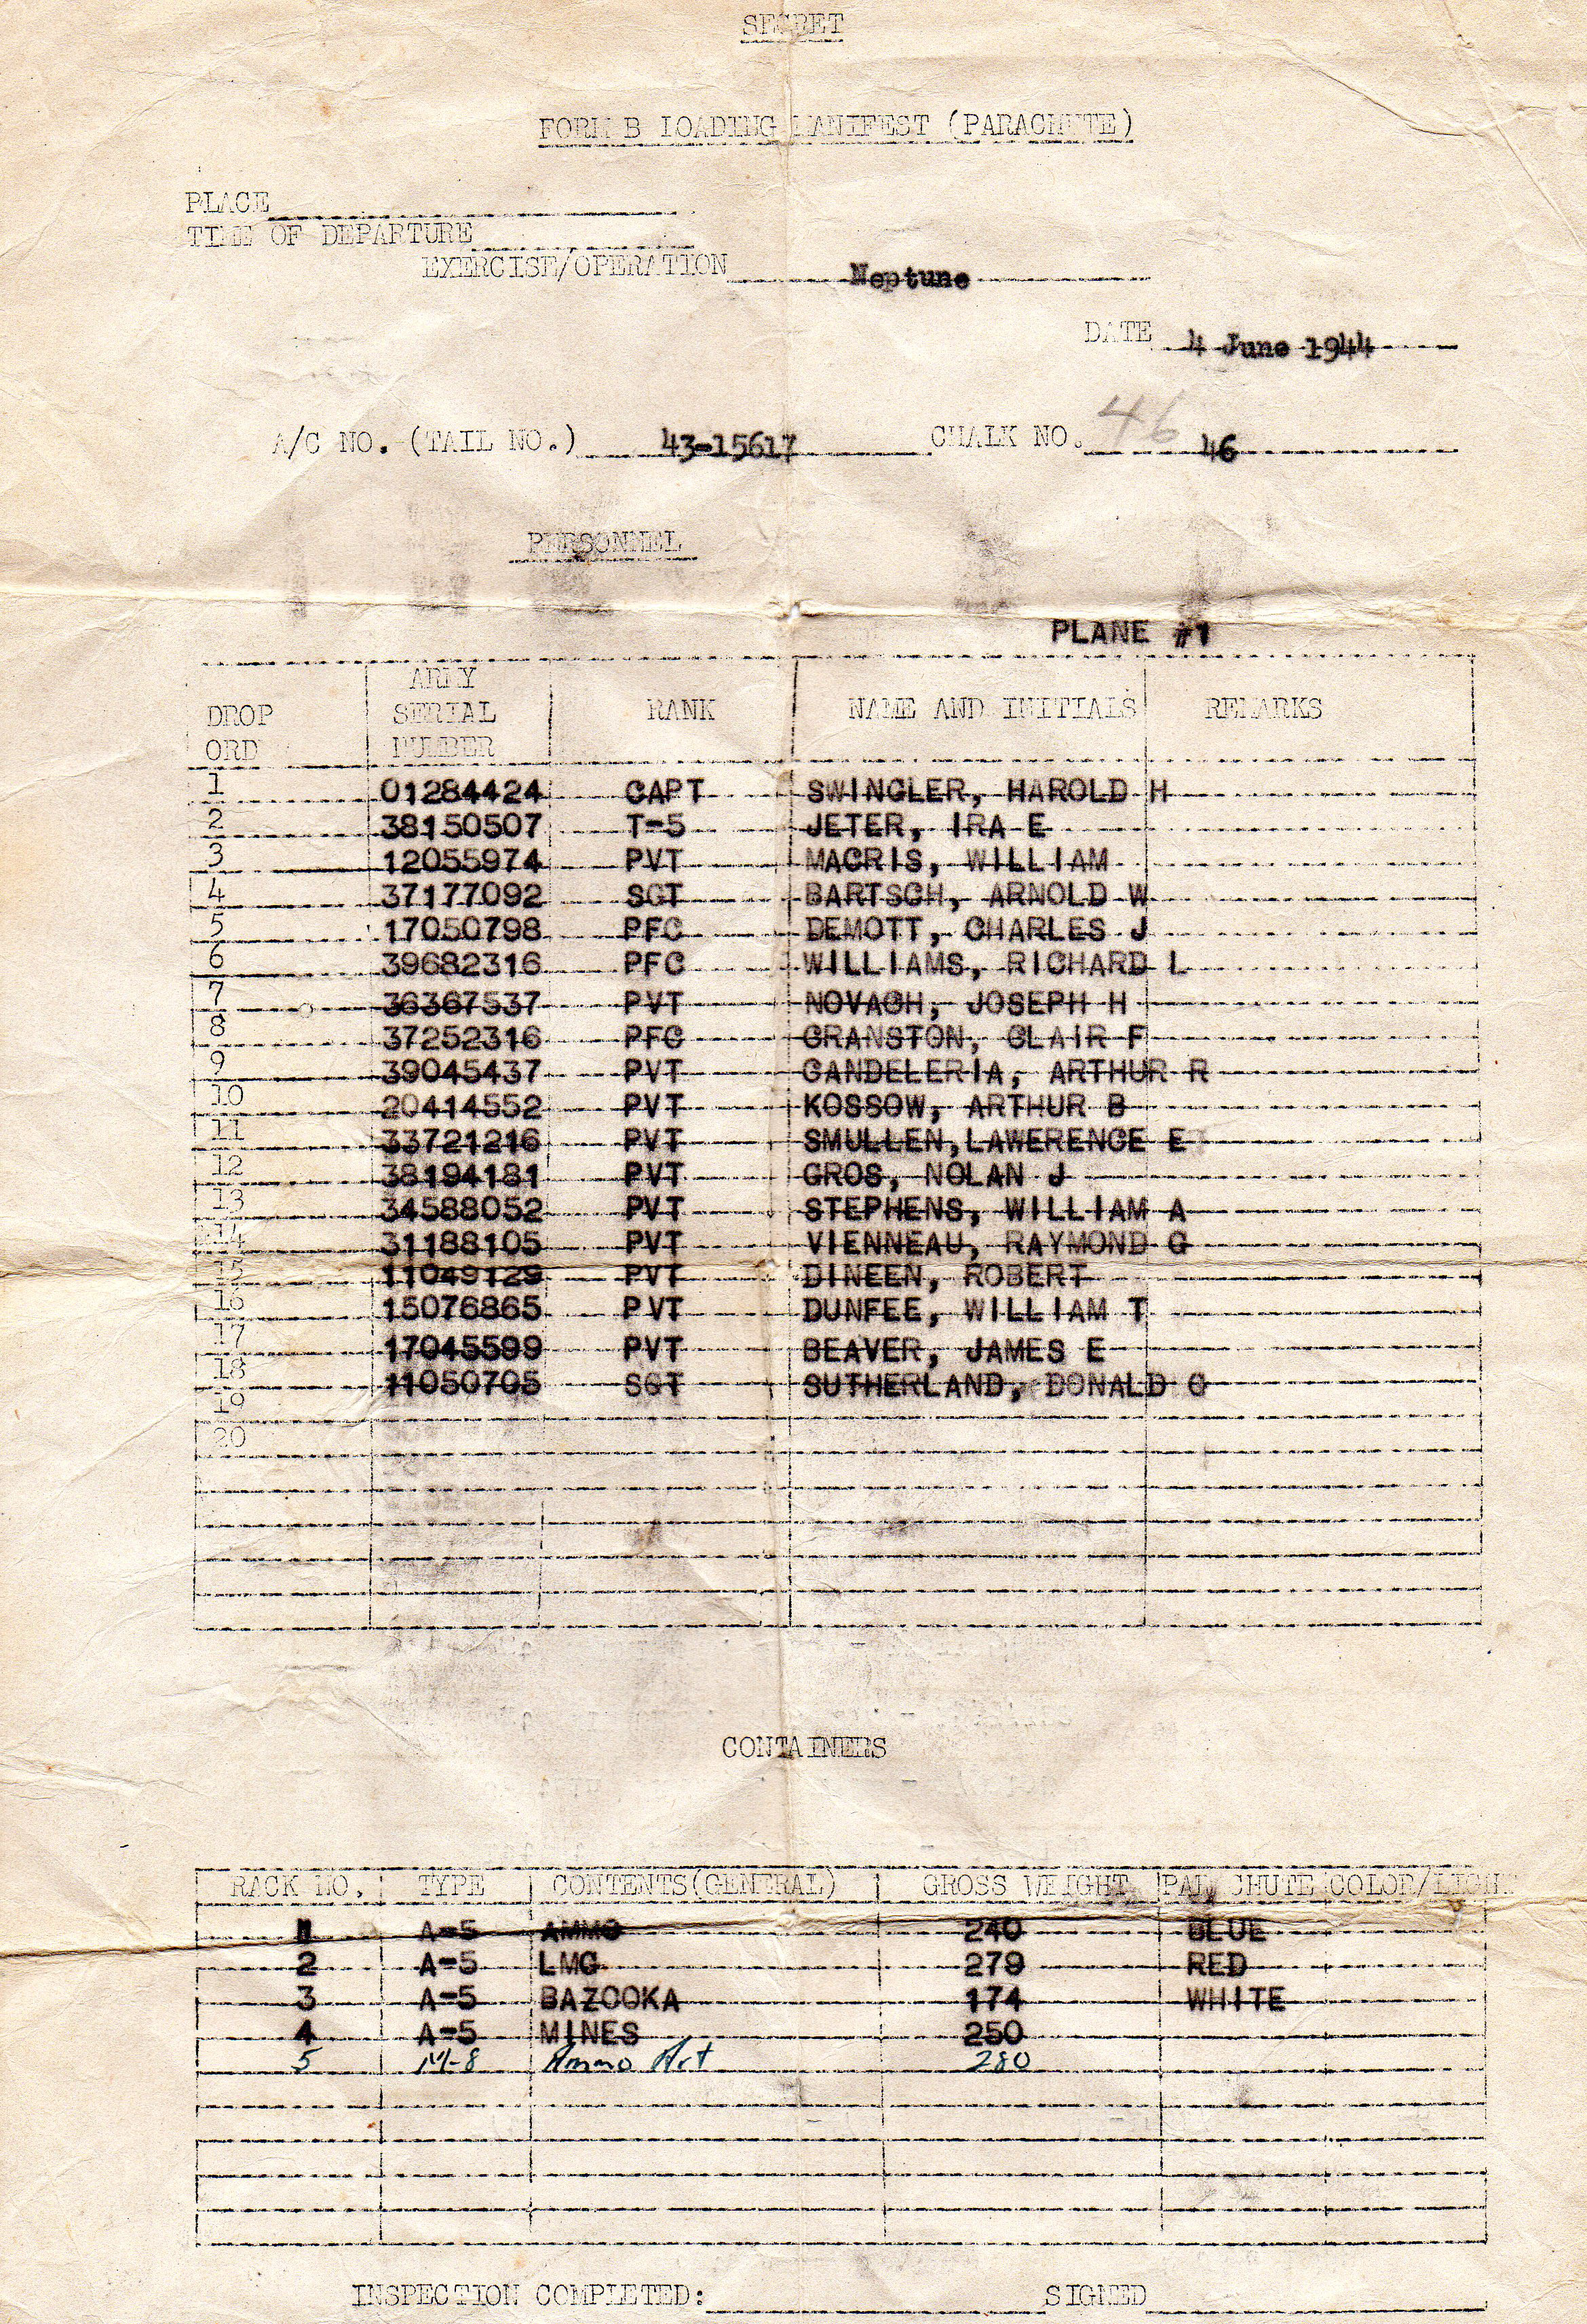 SECRET
FORM B LOADING MANIFEST (PARACHUTE)
PLACE
TIME OF DEPARTURE
EXERCISE/OPERATION Neptune
DATE 4 June 1944
A/C NO. (TAIL NO.) 43-15617 CHALK NO. 46 46
PERSONNEL
PLANE #1
DROP ORD ARMY SERIAL NUMBER RANK NAME AND INITIALS REMARKS
1 01284424 CAPT SWINGLER, HAROLD H
2 38150507 T-5 JETER, IRA E
3 12055974 PVT MACRIS, WILLIAM
4 37177092 SGT BARTSCH, ARNOLD W
5 17050798 PFC DEMOTT, CHARLES J
6 39682316 PFC WILLIAMS, RICHARD L
7 36367537 PVT NOVACH, JOSEPH H
8 37252316 PFC CRANSTON, CLAIR F
9 39045437 PVT CANDELERIA, ARTHUR R
10 20414552 PVT KOSSOW, ARTHUR B
11 33721216 PVT SMULLEN, LAWERENCE E
12 38194181 PVT GROS, NOLAN J
13 34588052 PVT STEPHENS, WILLIAM A
14 31188105 PVT VIENNEAU, RAYMOND G
15 11049129 PVT DINEEN, ROBERT
16 15076865 PVT DUNFEE, WILLIAM T
17 17045599 PVT BEAVER, JAMES E
18 11050705 SGT SUTHERLAND, DONALD G
19
20
CONTAINERS
RACK NO. TYPE CONTENTS(GENERAL) GROSS WEIGHT PARACHUTE COLOR/LIGH
1 A-5 AMMO 240 BLUE
2 A-5 LMG 279 RED
3 A-5 BAZOOKA 174 WHITE
4 A-5 MINES 250
5 M-8 Ammo Art 280
INSPECTION COMPLETED: SIGNED